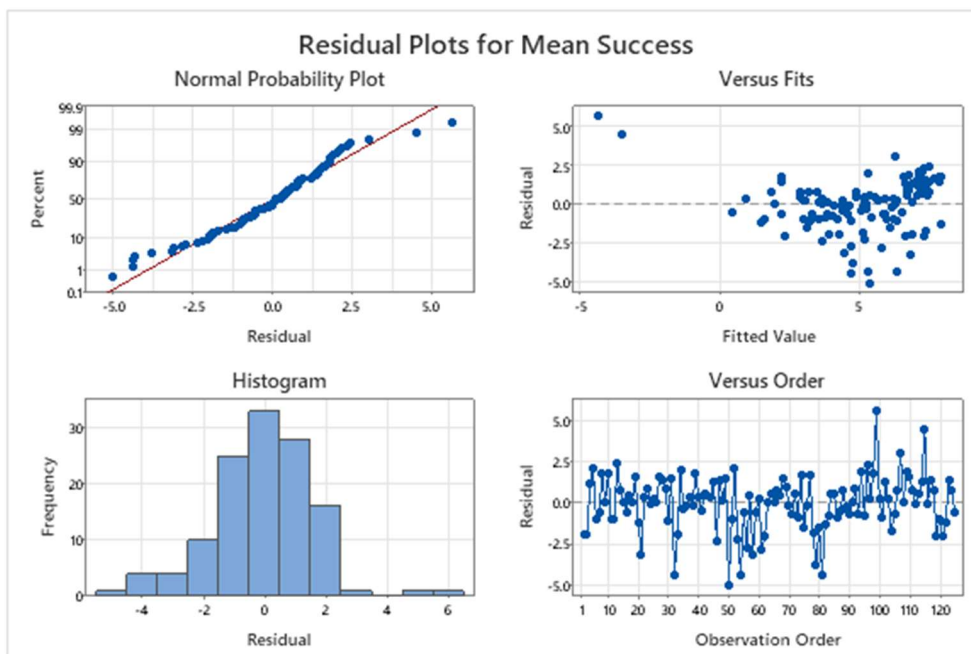 Residual Plots for Mean Success
Normal Probability Plot
99.9
99
90
50
10
1
0.1
Percent
-5.0 -2.5 0.0 2.5 5.0
Residual
Versus Fits
5.0
2.5
0.0
-2.5
-5.0
Residual
-5 0 5
Fitted Value
Histogram
30
20
10
0
Frequency
-4 -2 0 2 4 6
Residual
Versus Order
5.0
2.5
0.0
-2.5
-5.0
Residual
1 10 20 30 40 50 60 70 80 90 100 110 120
Observation Order